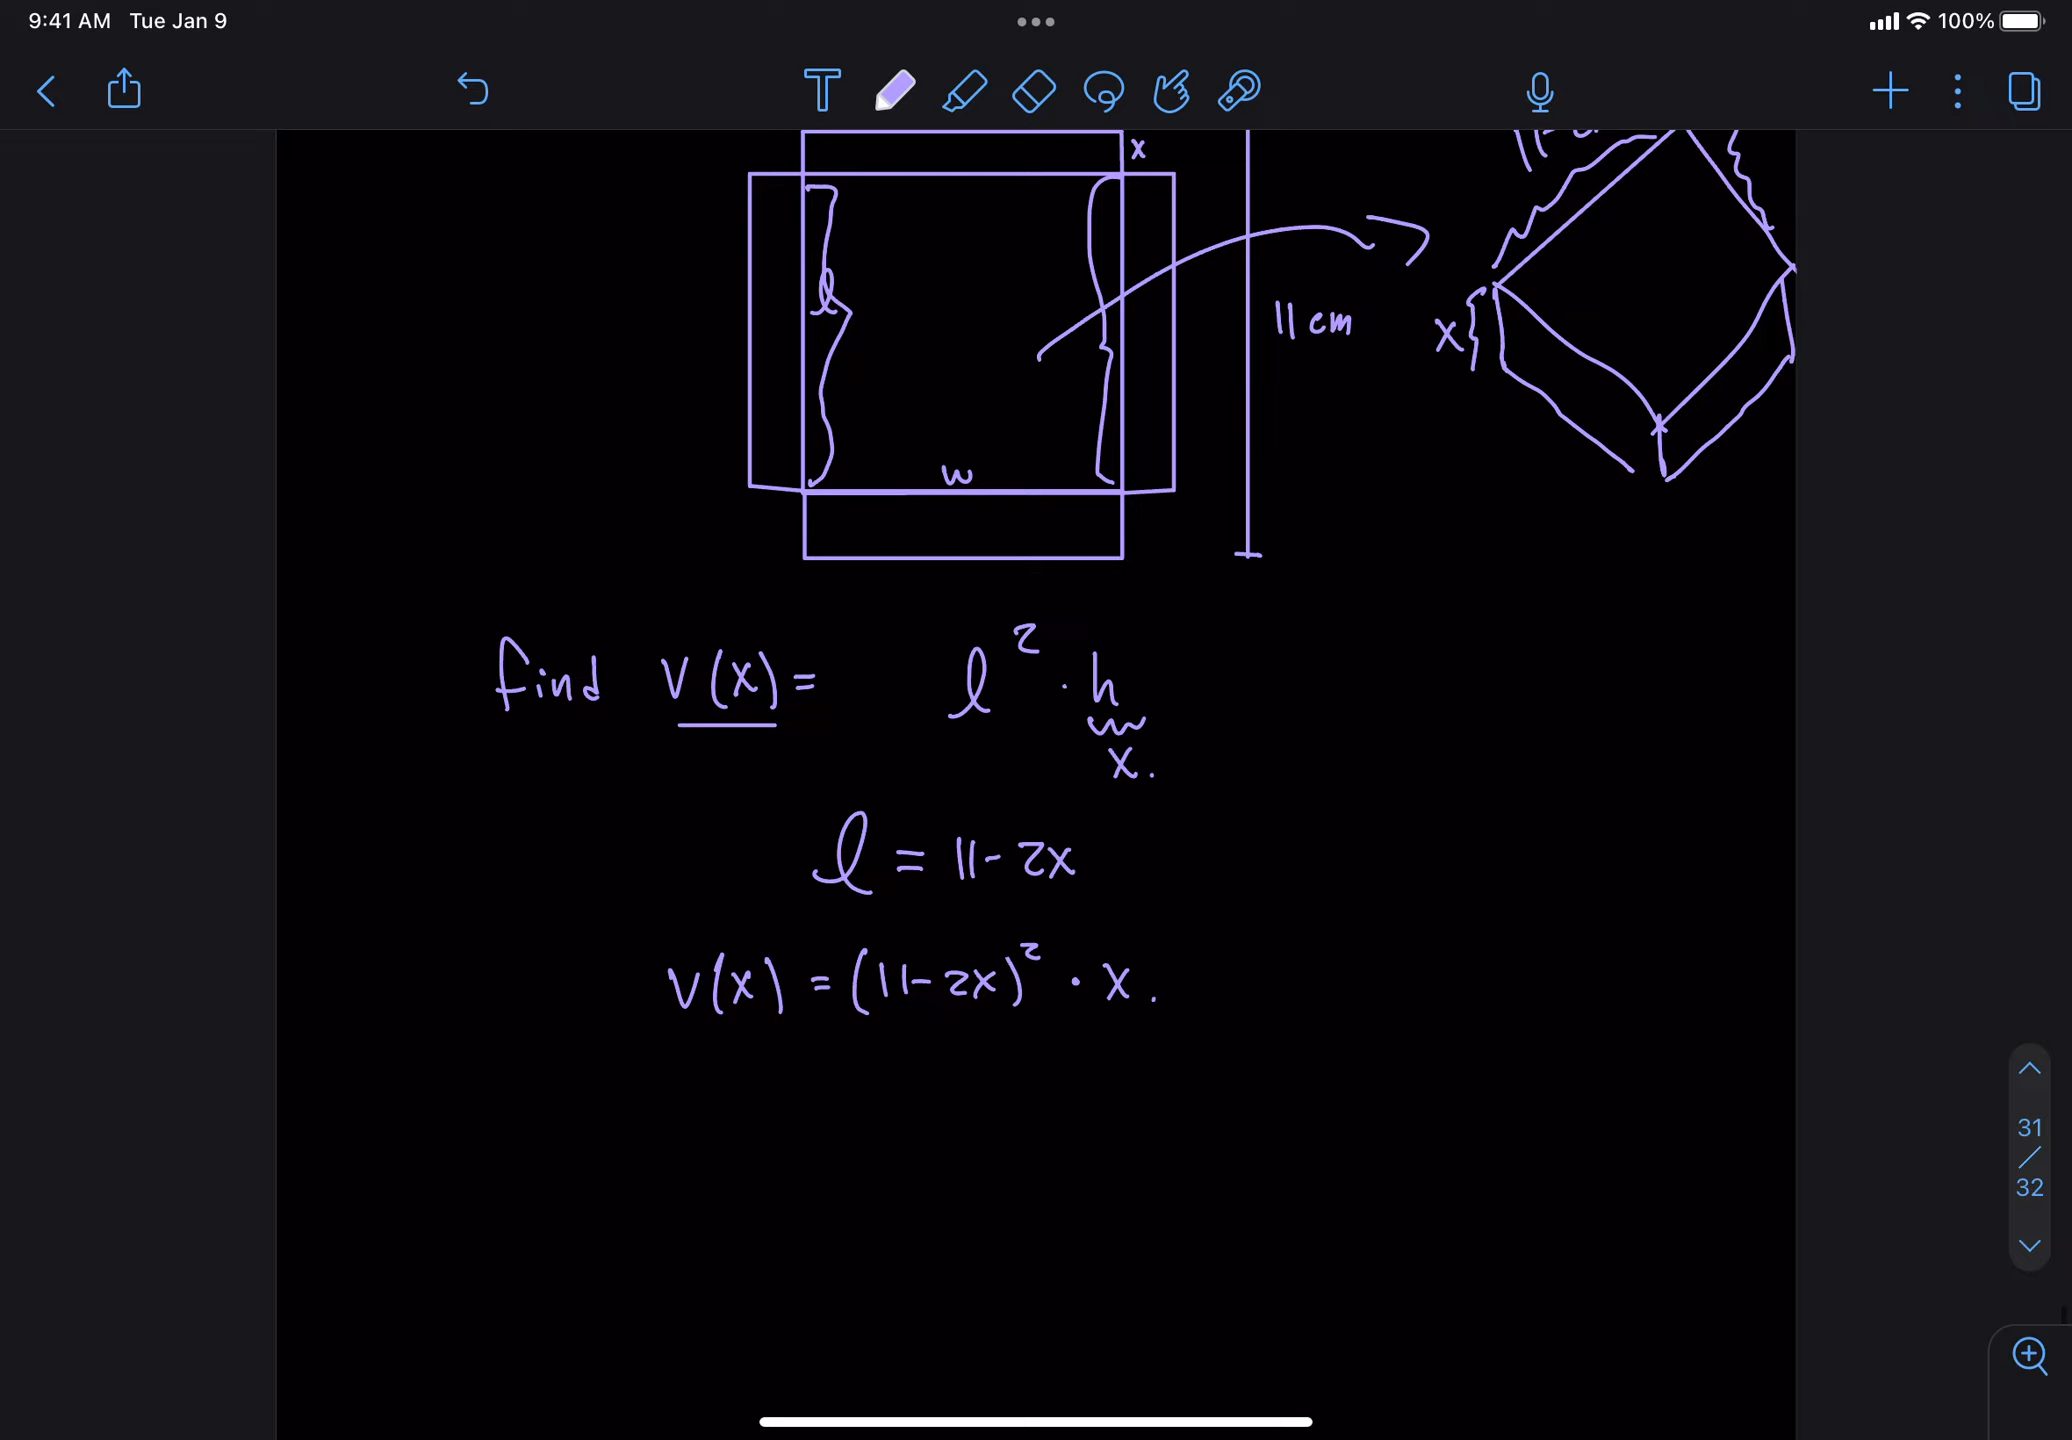 9:41 AM Tue Jan 9
100%
T
x
l
11 cm
x
w
find V(x) = l² · h
x.
l = 11 - 2x
V(x) = (11 - 2x)² · x.
31
/
32